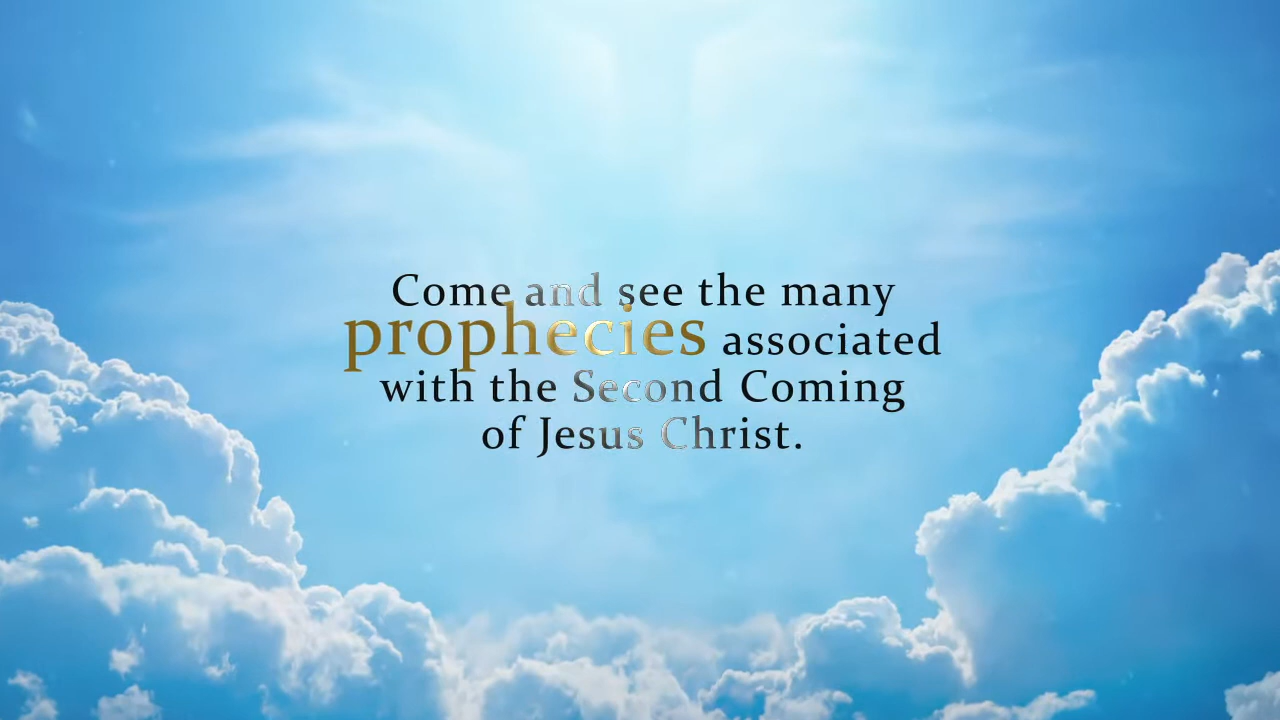 Come and see the many
prophecies associated
with the Second Coming
of Jesus Christ.